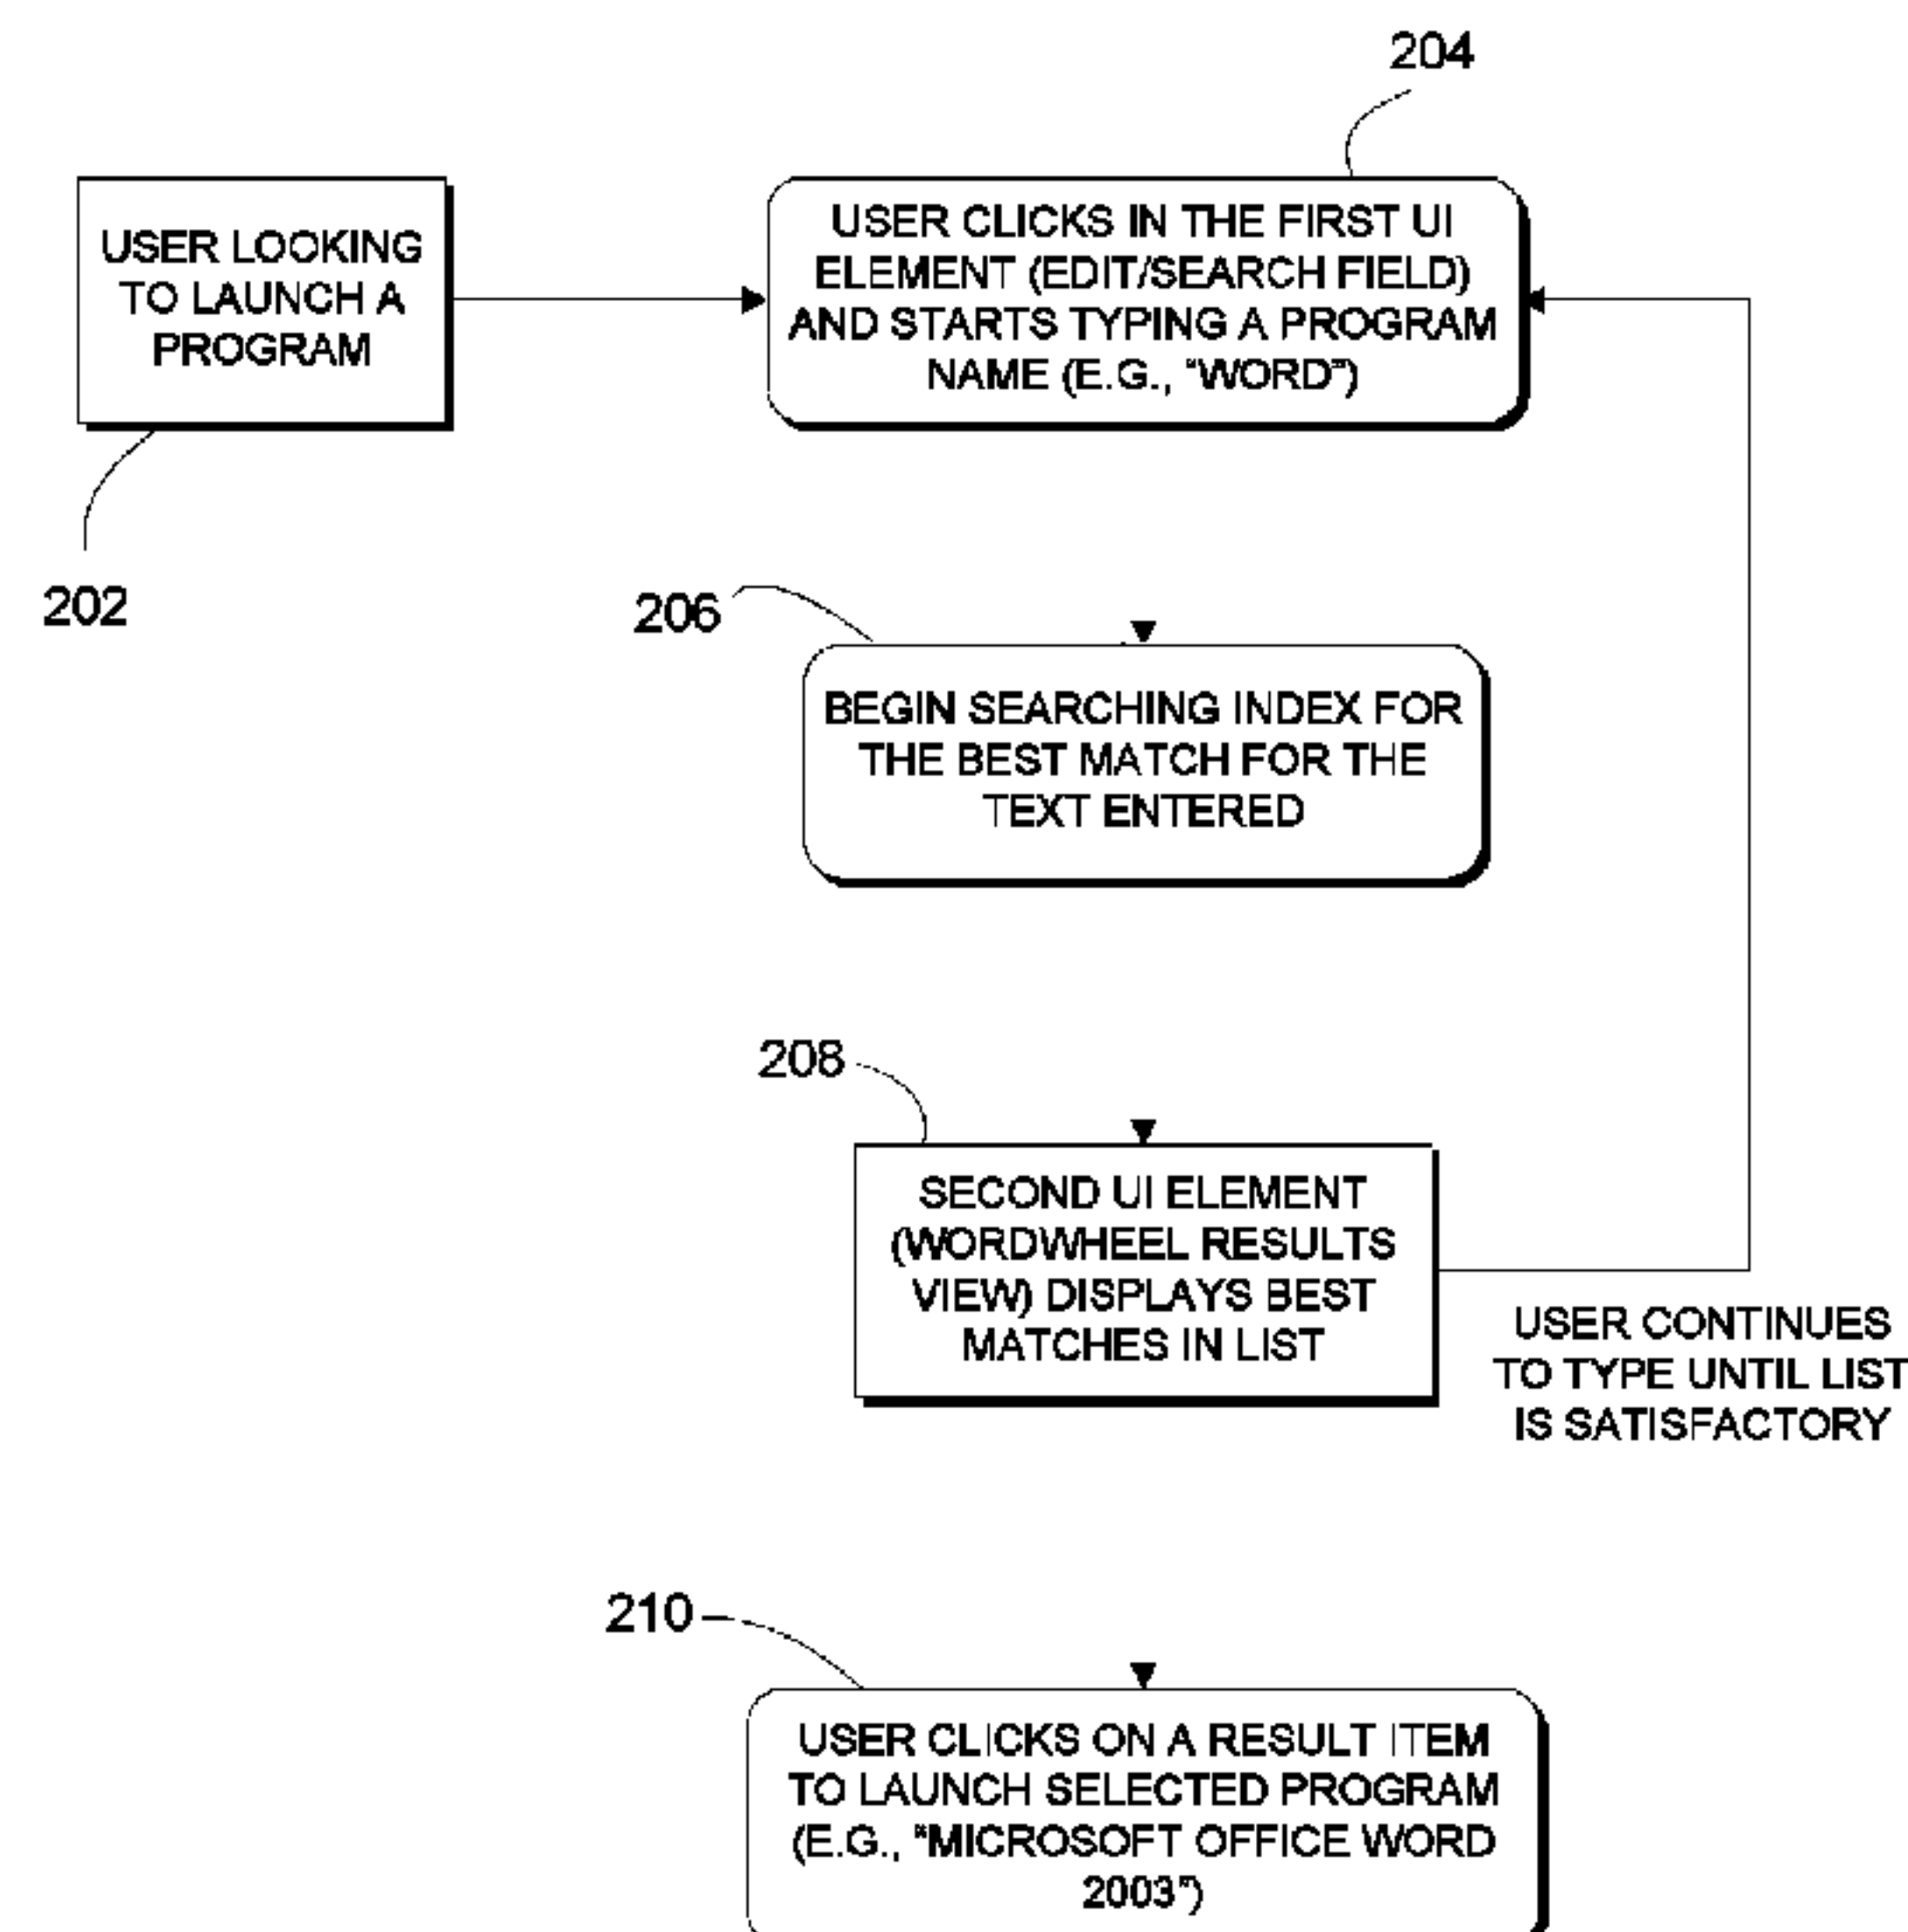 204
USER LOOKING
TO LAUNCH A
PROGRAM
USER CLICKS IN THE FIRST UI
ELEMENT (EDIT/SEARCH FIELD)
AND STARTS TYPING A PROGRAM
NAME (E.G., “WORD”)
202
206
BEGIN SEARCHING INDEX FOR
THE BEST MATCH FOR THE
TEXT ENTERED
208
SECOND UI ELEMENT
(WORDWHEEL RESULTS
VIEW) DISPLAYS BEST
MATCHES IN LIST
USER CONTINUES
TO TYPE UNTIL LIST
IS SATISFACTORY
210
USER CLICKS ON A RESULT ITEM
TO LAUNCH SELECTED PROGRAM
(E.G., “MICROSOFT OFFICE WORD
2003”)